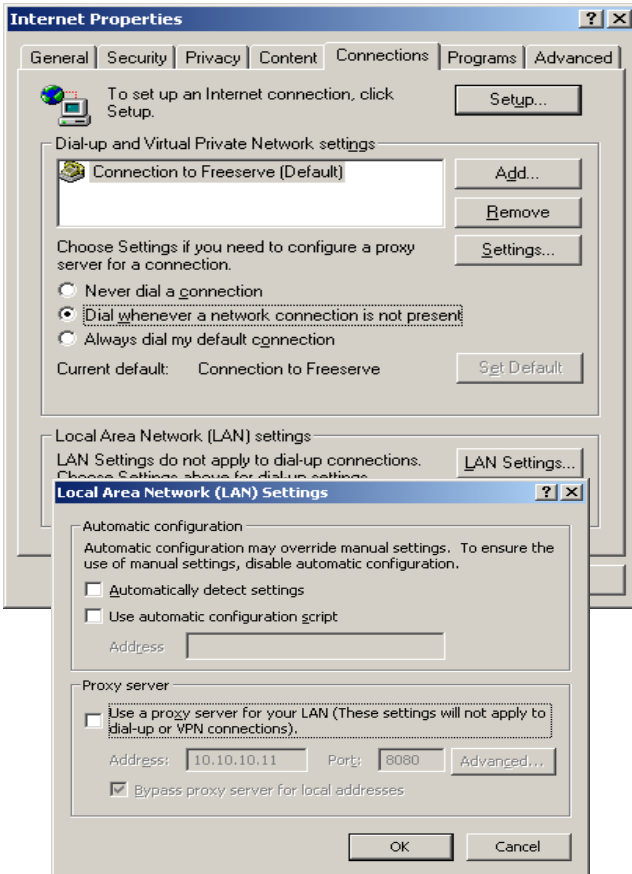 Internet Properties
General Security Privacy Content Connections Programs Advanced
To set up an Internet connection, click
Setup.
Setup...
Dial-up and Virtual Private Network settings
Connection to Freeserve (Default)
Add...
Remove
Choose Settings if you need to configure a proxy
server for a connection.
Settings...
Never dial a connection
Dial whenever a network connection is not present
Always dial my default connection
Current default: Connection to Freeserve
Set Default
Local Area Network (LAN) settings
LAN Settings do not apply to dial-up connections.
Choose Settings above for dial-up settings.
LAN Settings...
Local Area Network (LAN) Settings
Automatic configuration
Automatic configuration may override manual settings. To ensure the
use of manual settings, disable automatic configuration.
Automatically detect settings
Use automatic configuration script
Address
Proxy server
Use a proxy server for your LAN (These settings will not apply to
dial-up or VPN connections).
Address: 10.10.10.11 Port: 8080 Advanced...
Bypass proxy server for local addresses
OK Cancel